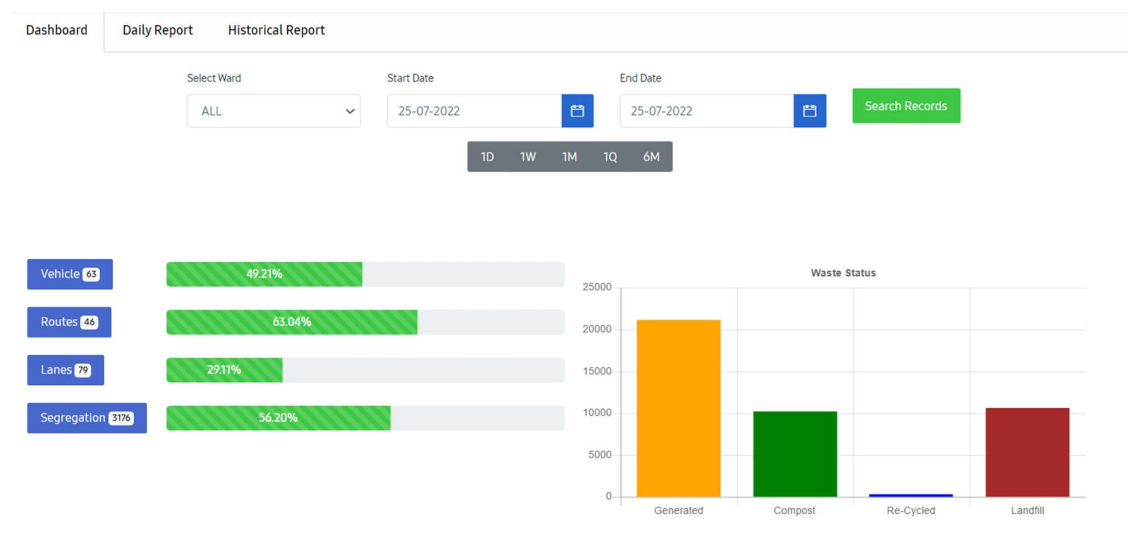 Dashboard Daily Report Historical Report
Select Ward Start Date End Date
ALL 25-07-2022 25-07-2022 Search Records
1D 1W 1M 1Q 6M
Vehicle 63 49.21%
Routes 46 63.04%
Lanes 79 29.11%
Segregation 3176 56.20%
Waste Status
25000
20000
15000
10000
5000
0
Generated Compost Re-Cycled Landfill